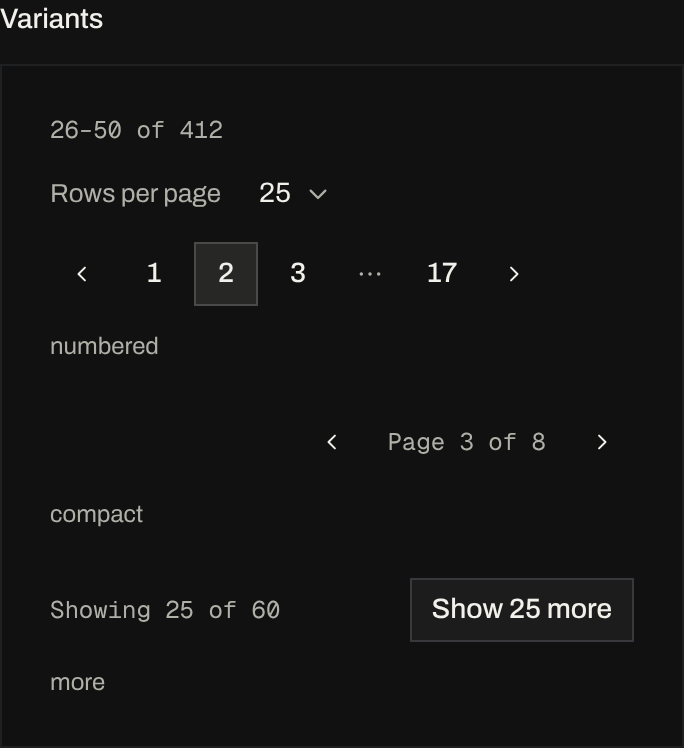 Variants
26–50 of 412
Rows per page 25
1 2 3 ... 17
numbered
Page 3 of 8
compact
Showing 25 of 60 Show 25 more
more